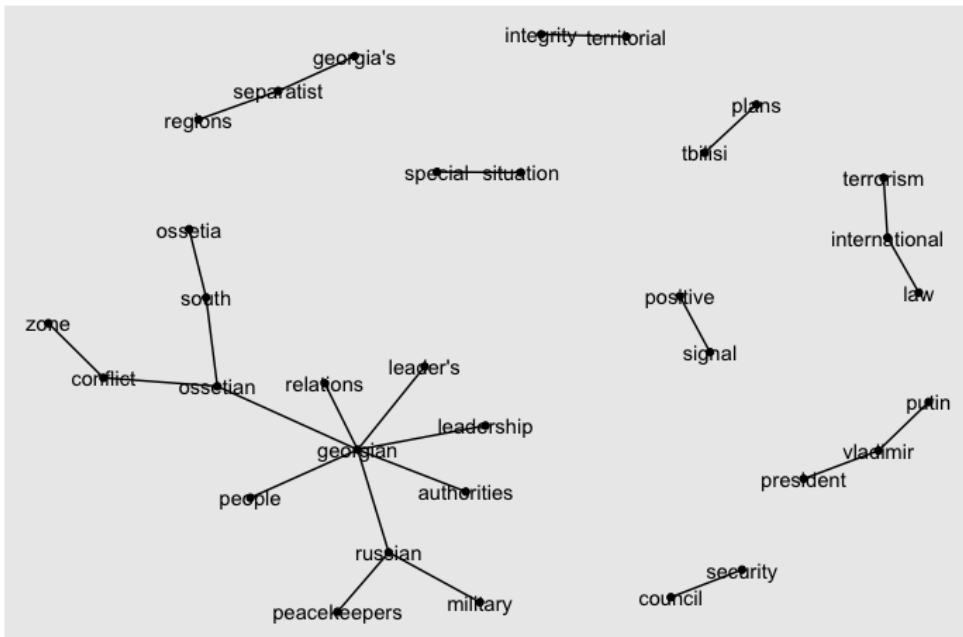 integrity territorial
georgia's
separatist
regions
plans
tbilisi
special situation
terrorism
ossetia
international
south
law
positive
zone
signal
leader's
conflict
ossetian
relations
putin
leadership
georgian
vladimir
president
authorities
people
russian
security
council
military
peacekeepers